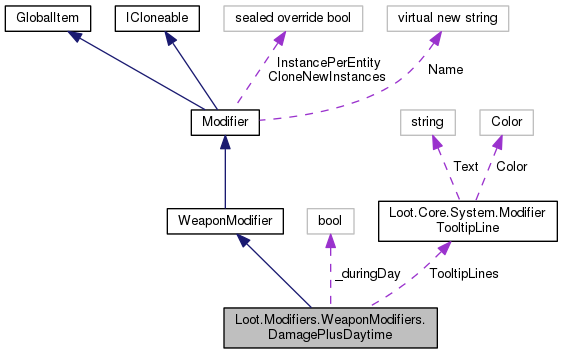 GlobalItem
ICloneable
sealed override bool
virtual new string
InstancePerEntity
CloneNewInstances
Name
Modifier
string
Color
Text
Color
WeaponModifier
bool
Loot.Core.System.Modifier
TooltipLine
_duringDay
TooltipLines
Loot.Modifiers.WeaponModifiers.
DamagePlusDaytime